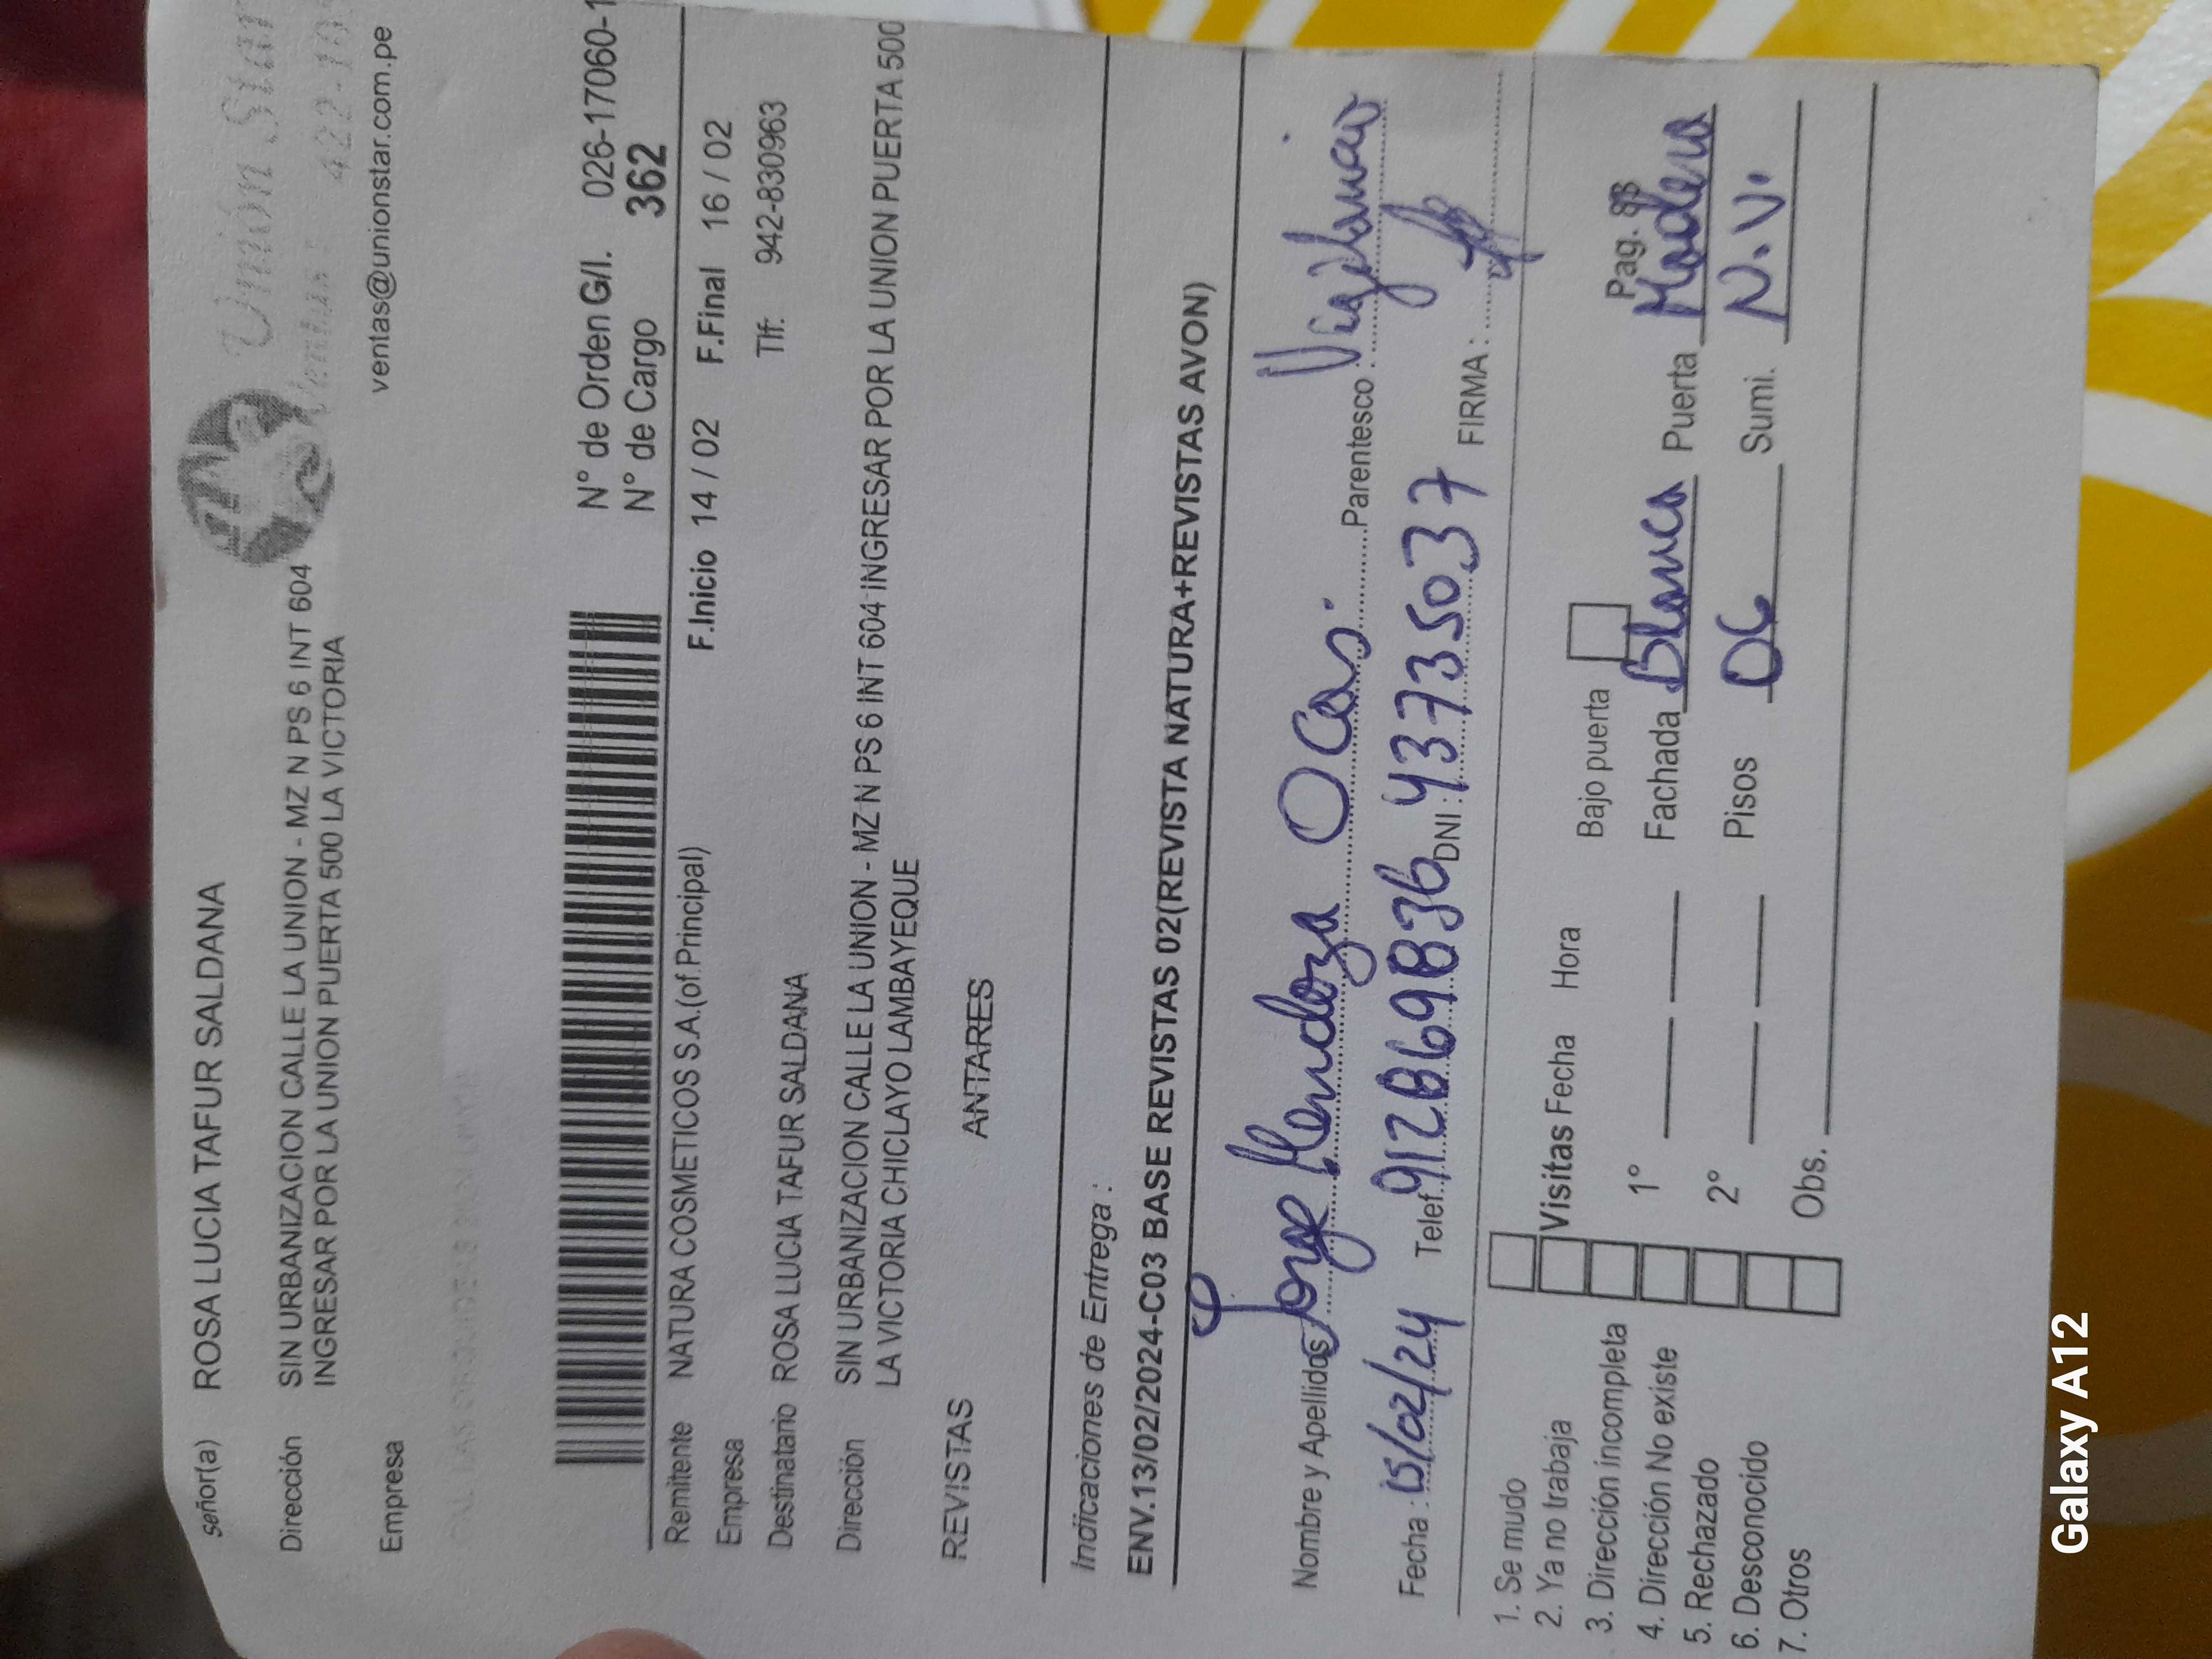 Señor(a) ROSA LUCIA TAFUR SALDANA
Unión Star
Dirección SIN URBANIZACION CALLE LA UNION - MZ N PS 6 INT 604
INGRESAR POR LA UNION PUERTA 500 LA VICTORIA
Ventas
ventas@unionstar.com.pe
Empresa
N° de Orden G/I. 026-17060-1
N° de Cargo 362
Remitente NATURA COSMETICOS S.A.(of.Principal)
F.Inicio 14 / 02 F.Final 16 / 02
Empresa
Tlf: 942-830963
Destinatario ROSA LUCIA TAFUR SALDANA
Dirección SIN URBANIZACION CALLE LA UNION - MZ N PS 6 INT 604 INGRESAR POR LA UNION PUERTA 500
LA VICTORIA CHICLAYO LAMBAYEQUE
REVISTAS ANTARES
Indicaciones de Entrega :
ENV.13/02/2024-C03 BASE REVISTAS 02(REVISTA NATURA+REVISTAS AVON)
Nombre y Apellidos Jorge Mendoza Ocas. Parentesco : Vigilancia
Fecha : 15/02/24 Telef. 912869836 DNI : 43735037 FIRMA :
1. Se mudo
2. Ya no trabaja Visitas Fecha Hora Bajo puerta Pag.
3. Dirección incompleta 1° Fachada Blanca Puerta Madera
4. Dirección No existe
5. Rechazado 2° Pisos 06 Sumi. N.V.
6. Desconocido
7. Otros Obs.
Galaxy A12